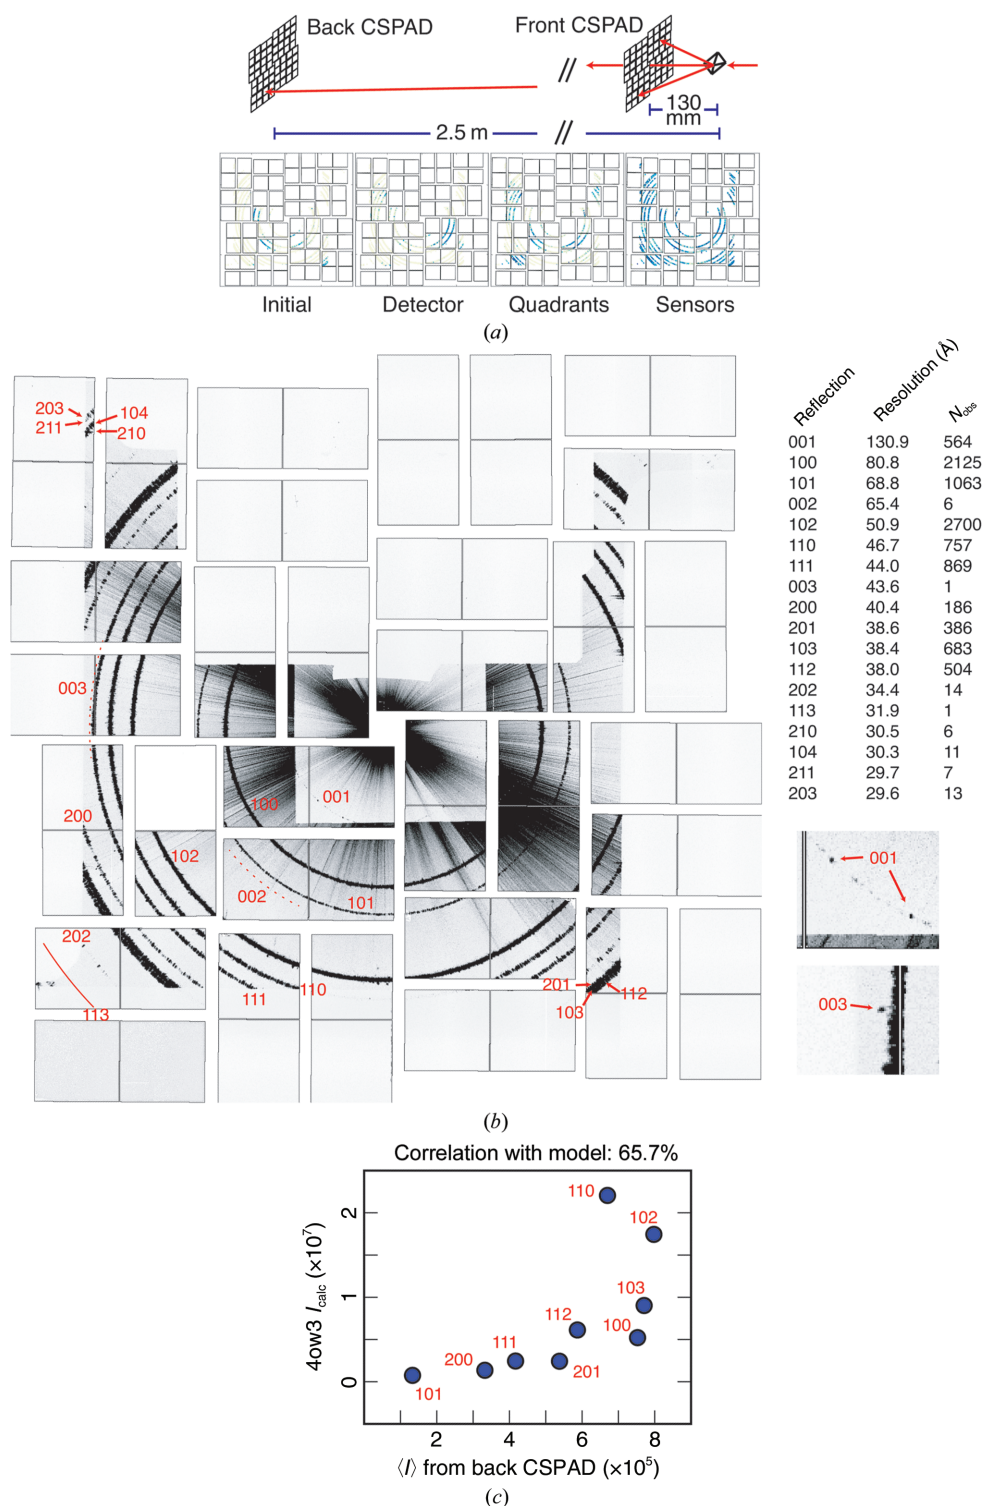 Back CSPAD
Front CSPAD
130
mm
2.5 m
Initial Detector Quadrants Sensors
(a)
203
104
211
210
003
200
102
100
001
002
101
202
113
111
110
201
112
103
Reflection Resolution (Å) Nobs
001 130.9 564
100 80.8 2125
101 68.8 1063
002 65.4 6
102 50.9 2700
110 46.7 757
111 44.0 869
003 43.6 1
200 40.4 186
201 38.6 386
103 38.4 683
112 38.0 504
202 34.4 14
113 31.9 1
210 30.5 6
104 30.3 11
211 29.7 7
203 29.6 13
001
003
(b)
Correlation with model: 65.7%
4ow3 Icalc (×10⁷)
2
1
0
110
102
103
112
100
111
200
201
101
2 4 6 8
⟨I⟩ from back CSPAD (×10⁵)
(c)